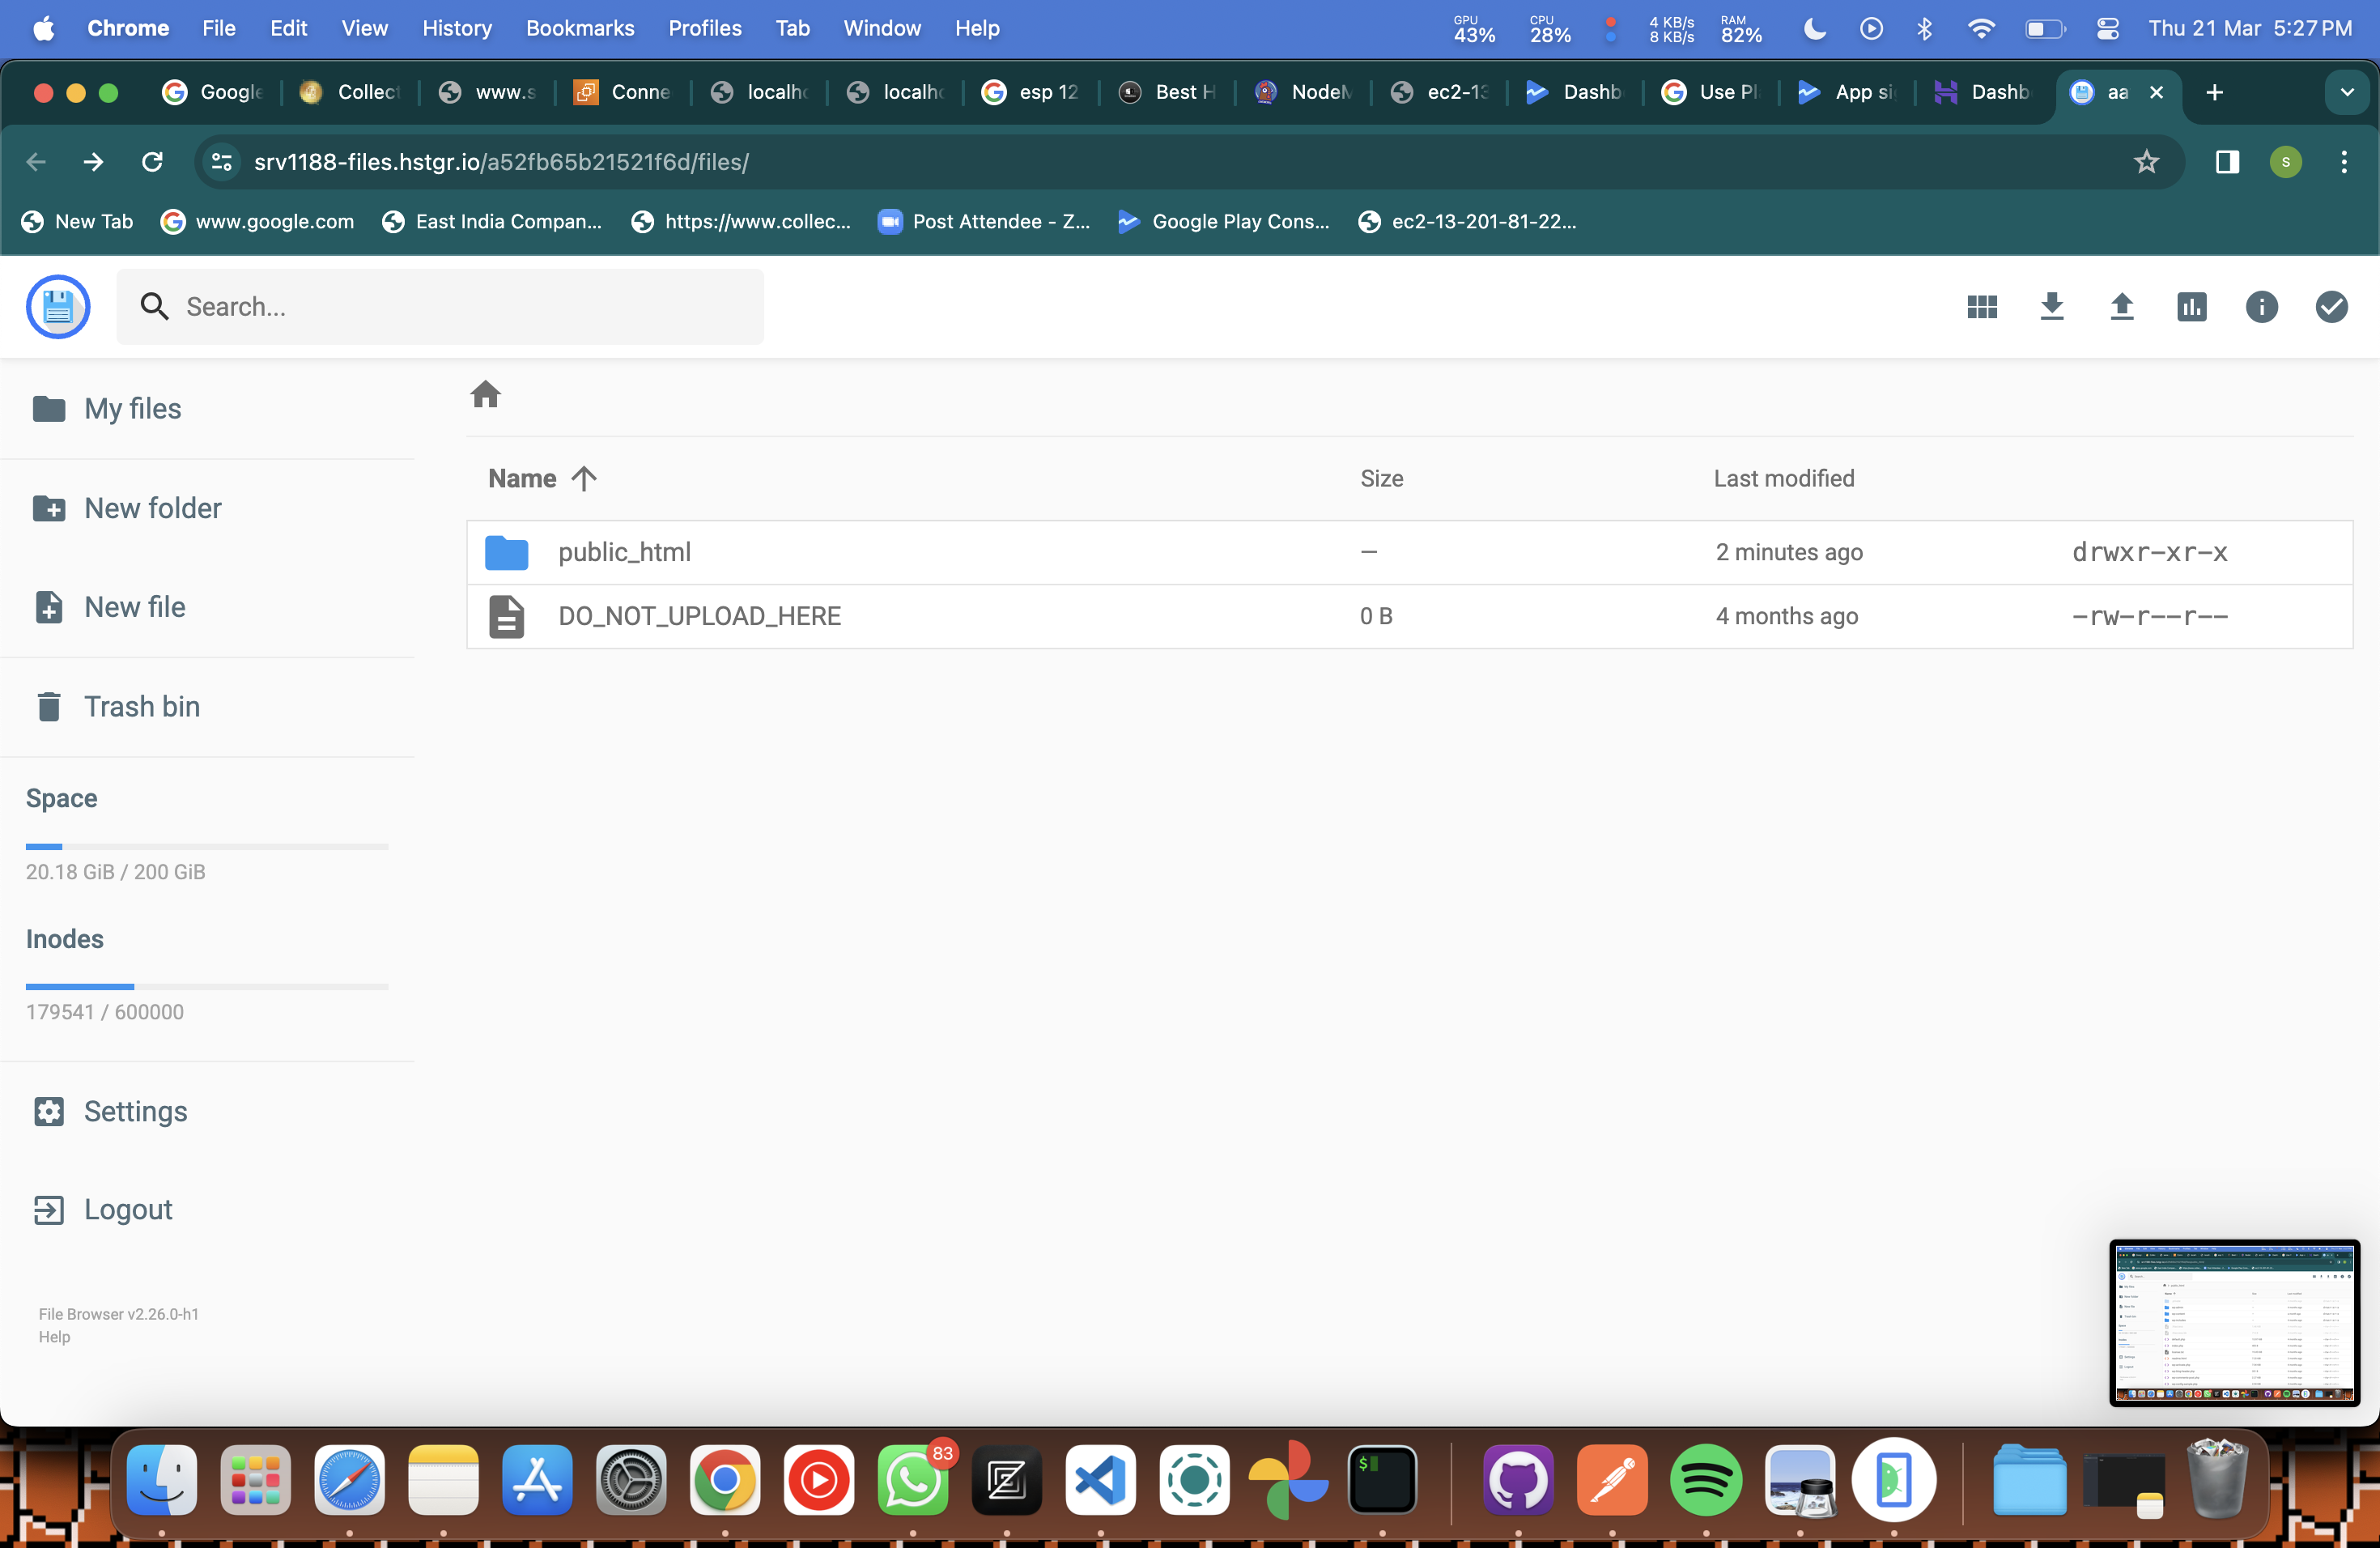 Chrome File Edit View History Bookmarks Profiles Tab Window Help GPU 43% CPU 28% 4 KB/s 8 KB/s RAM 82% Thu 21 Mar 5:27 PM
Google Collect www.s Conne localho localho esp 12 Best H NodeM ec2-13 Dashb Use Pl App si Dashb aa
srv1188-files.hstgr.io/a52fb65b21521f6d/files/ s
New Tab www.google.com East India Compan... https://www.collec... Post Attendee - Z... Google Play Cons... ec2-13-201-81-22...
Search...
My files
New folder
New file
Trash bin
Space
20.18 GiB / 200 GiB
Inodes
179541 / 600000
Settings
Logout
File Browser v2.26.0-h1
Help
Name Size Last modified
public_html — 2 minutes ago drwxr-xr-x
DO_NOT_UPLOAD_HERE 0 B 4 months ago -rw-r--r--
83
$